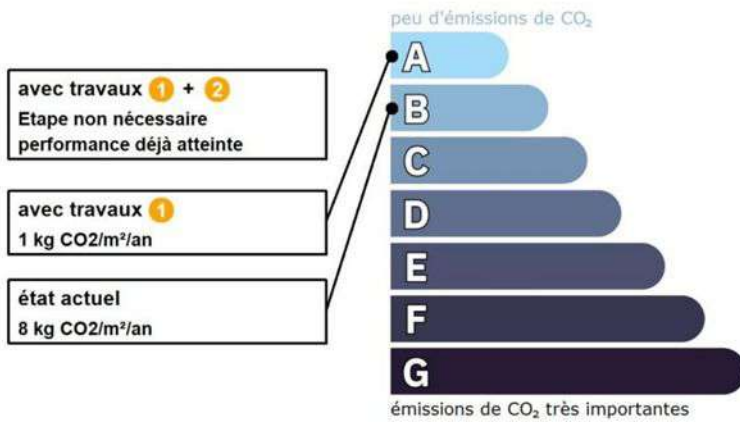 peu d'émissions de CO₂
A
avec travaux 1 + 2
Etape non nécessaire
performance déjà atteinte
B
C
avec travaux 1
1 kg CO2/m²/an
D
E
état actuel
8 kg CO2/m²/an
F
G
émissions de CO₂ très importantes